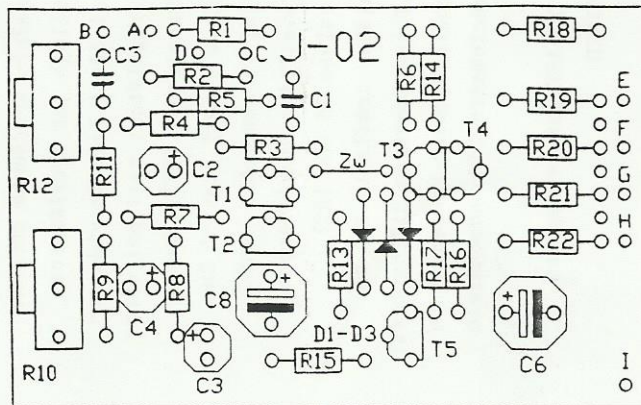 B A R1 R18
C5 D C J-02
R2 R6 R14
R5 C1 R19 E
R4 F
R3 T3 T4 R20
R12 R11 C2 Zw G
T1 R21
R7 H
T2 R22
R13 R17 R16
R9 R8 C8
C4
D1-D3 T5
R10 C3 R15 C6 I